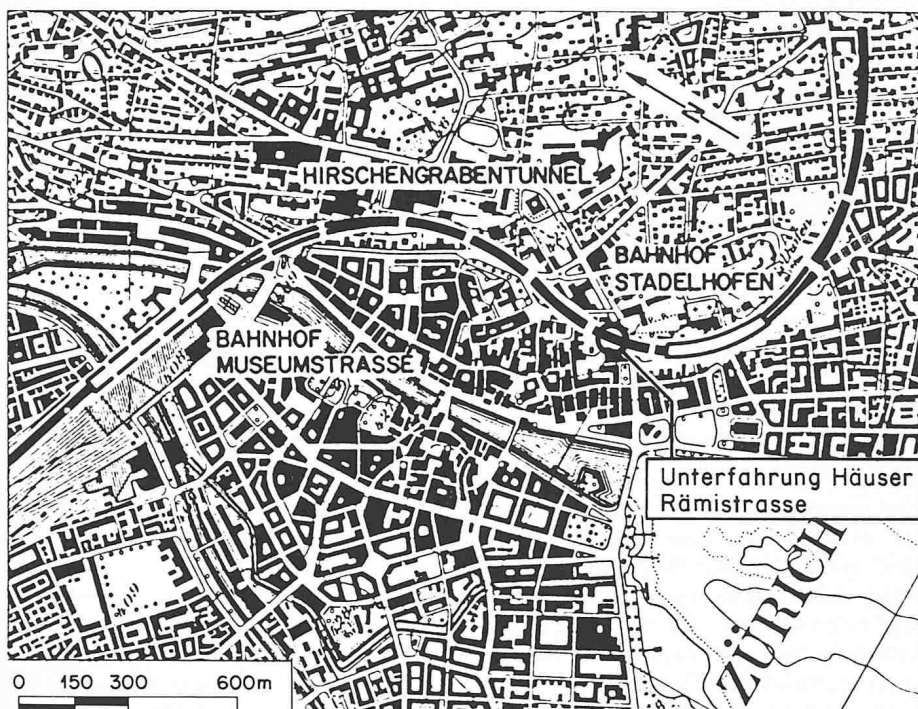 HIRSCHENGRABENTUNNEL
BAHNHOF
STADELHOFEN
BAHNHOF
MUSEUMSTRASSE
Unterfahrung Häuser
Rämistrasse
ZÜRICH
0 150 300 600m